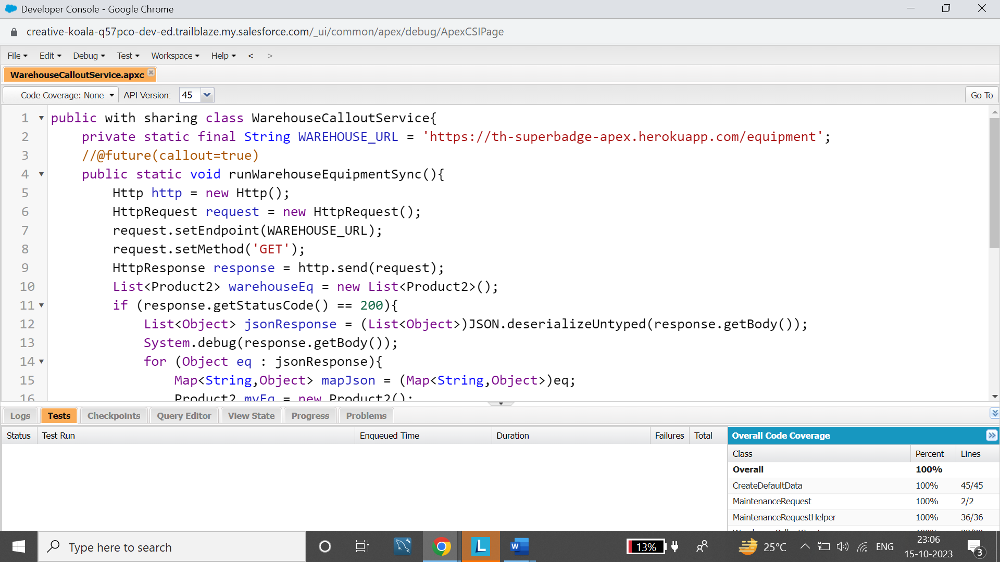 Developer Console - Google Chrome
creative-koala-q57pco-dev-ed.trailblaze.my.salesforce.com/_ui/common/apex/debug/ApexCSIPage
File Edit Debug Test Workspace Help < >
WarehouseCalloutService.apxc
Code Coverage: None API Version: 45 Go To
1 public with sharing class WarehouseCalloutService{
2 private static final String WAREHOUSE_URL = 'https://th-superbadge-apex.herokuapp.com/equipment';
3 //@future(callout=true)
4 public static void runWarehouseEquipmentSync(){
5 Http http = new Http();
6 HttpRequest request = new HttpRequest();
7 request.setEndpoint(WAREHOUSE_URL);
8 request.setMethod('GET');
9 HttpResponse response = http.send(request);
10 List<Product2> warehouseEq = new List<Product2>();
11 if (response.getStatusCode() == 200){
12 List<Object> jsonResponse = (List<Object>)JSON.deserializeUntyped(response.getBody());
13 System.debug(response.getBody());
14 for (Object eq : jsonResponse){
15 Map<String,Object> mapJson = (Map<String,Object>)eq;
16 Product2 myEq = new Product2();
Logs Tests Checkpoints Query Editor View State Progress Problems
Status Test Run Enqueued Time Duration Failures Total
Overall Code Coverage
Class Percent Lines
Overall 100%
CreateDefaultData 100% 45/45
MaintenanceRequest 100% 2/2
MaintenanceRequestHelper 100% 36/36
Type here to search
L
W
13%
25°C
ENG
23:06
15-10-2023
3